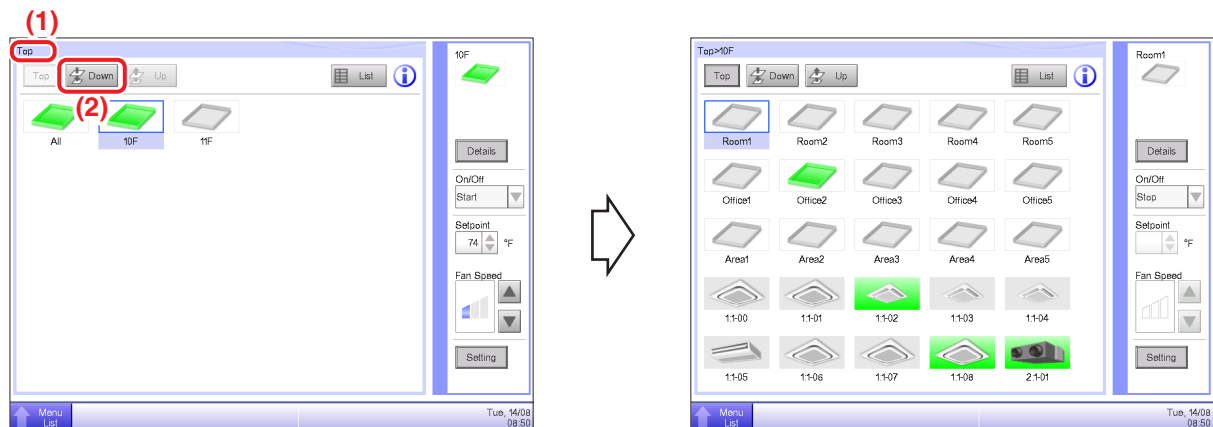 (1)
Top
Top Down Up List
(2)
All 10F 11F
10F
Details
On/Off
Start
Setpoint
74 °F
Fan Speed
Setting
Menu
List
Tue, 14/08
08:50
Top>10F
Top Down Up List
Room1 Room2 Room3 Room4 Room5
Office1 Office2 Office3 Office4 Office5
Area1 Area2 Area3 Area4 Area5
1:1-00 1:1-01 1:1-02 1:1-03 1:1-04
1:1-05 1:1-06 1:1-07 1:1-08 2:1-01
Room1
Details
On/Off
Stop
Setpoint
°F
Fan Speed
Setting
Menu
List
Tue, 14/08
08:50